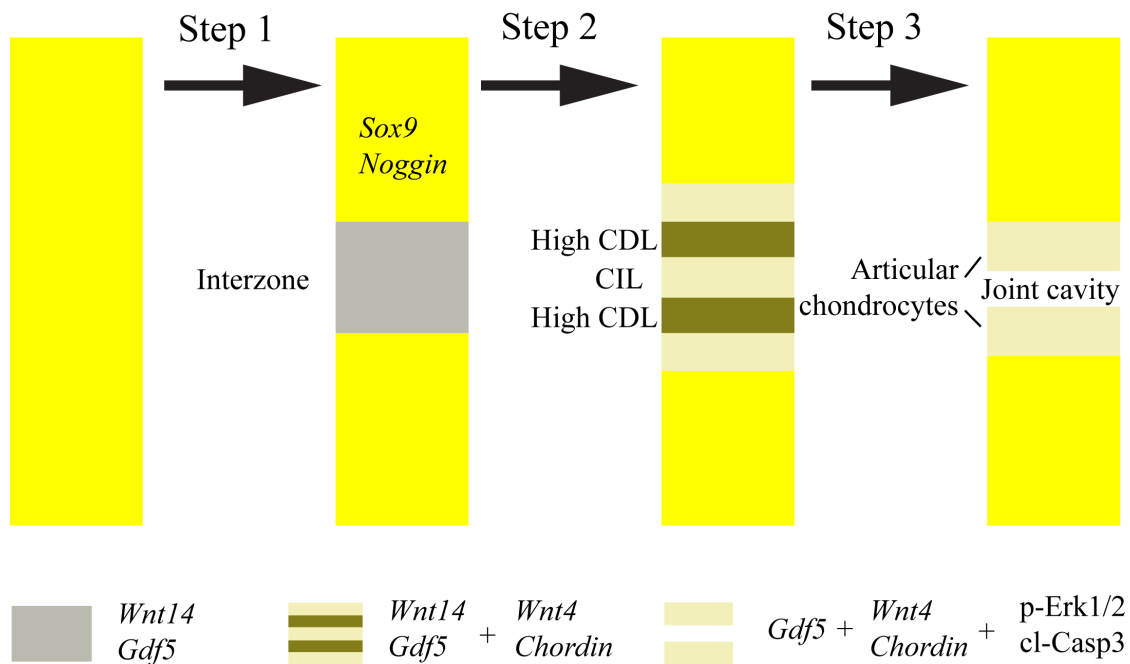 Step 1
Step 2
Step 3
Sox9
Noggin
Interzone
High CDL
CIL
High CDL
Articular
chondrocytes
Joint cavity
Wnt14
Gdf5
Wnt14
Gdf5
+
Wnt4
Chordin
Gdf5 +
Wnt4
Chordin
+
p-Erk1/2
cl-Casp3